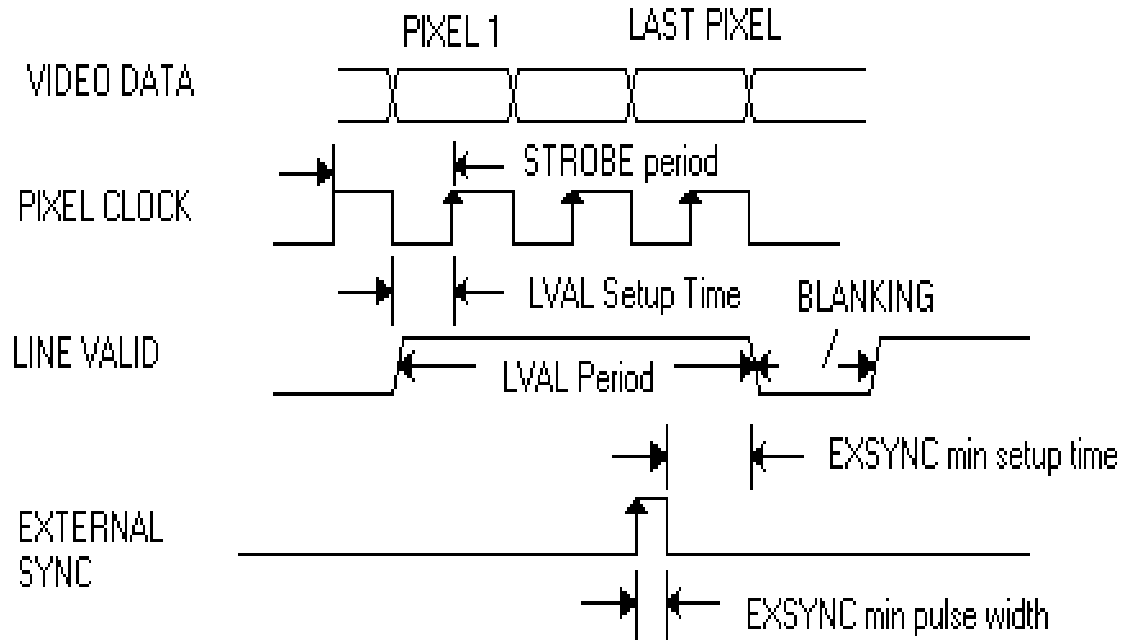 PIXEL 1
LAST PIXEL
VIDEO DATA
STROBE period
PIXEL CLOCK
LVAL Setup Time
BLANKING
LINE VALID
LVAL Period
EXSYNC min setup time
EXTERNAL
SYNC
EXSYNC min pulse width